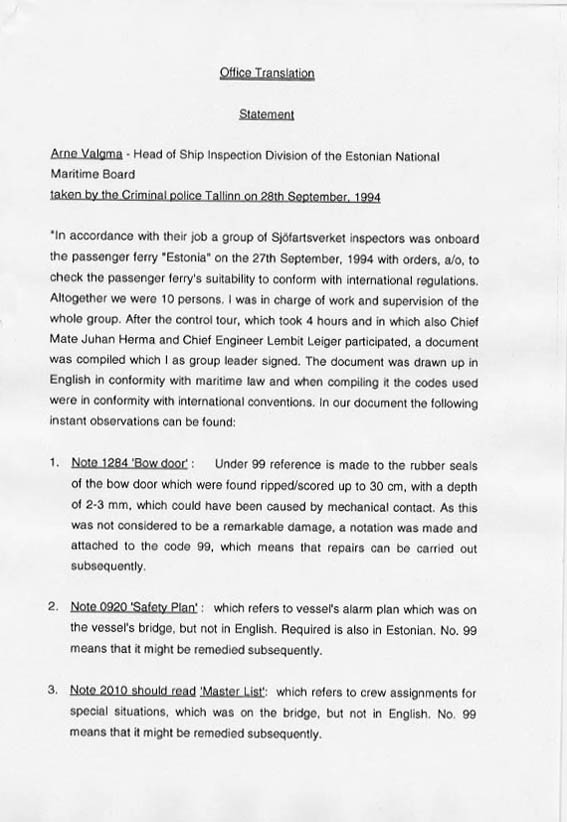 Office Translation
Statement
Arne Valgma - Head of Ship Inspection Division of the Estonian National
Maritime Board
taken by the Criminal police Tallinn on 28th September, 1994
"In accordance with their job a group of Sjöfartsverket inspectors was onboard
the passenger ferry "Estonia" on the 27th September, 1994 with orders, a/o, to
check the passenger ferry's suitability to conform with international regulations.
Altogether we were 10 persons. I was in charge of work and supervision of the
whole group. After the control tour, which took 4 hours and in which also Chief
Mate Juhan Herma and Chief Engineer Lembit Leiger participated, a document
was compiled which I as group leader signed. The document was drawn up in
English in conformity with maritime law and when compiling it the codes used
were in conformity with international conventions. In our document the following
instant observations can be found:
1. Note 1284 'Bow door' : Under 99 reference is made to the rubber seals
of the bow door which were found ripped/scored up to 30 cm, with a depth
of 2-3 mm, which could have been caused by mechanical contact. As this
was not considered to be a remarkable damage, a notation was made and
attached to the code 99, which means that repairs can be carried out
subsequently.
2. Note 0920 'Safety Plan' : which refers to vessel's alarm plan which was on
the vessel's bridge, but not in English. Required is also in Estonian. No. 99
means that it might be remedied subsequently.
3. Note 2010 should read 'Master List': which refers to crew assignments for
special situations, which was on the bridge, but not in English. No. 99
means that it might be remedied subsequently.